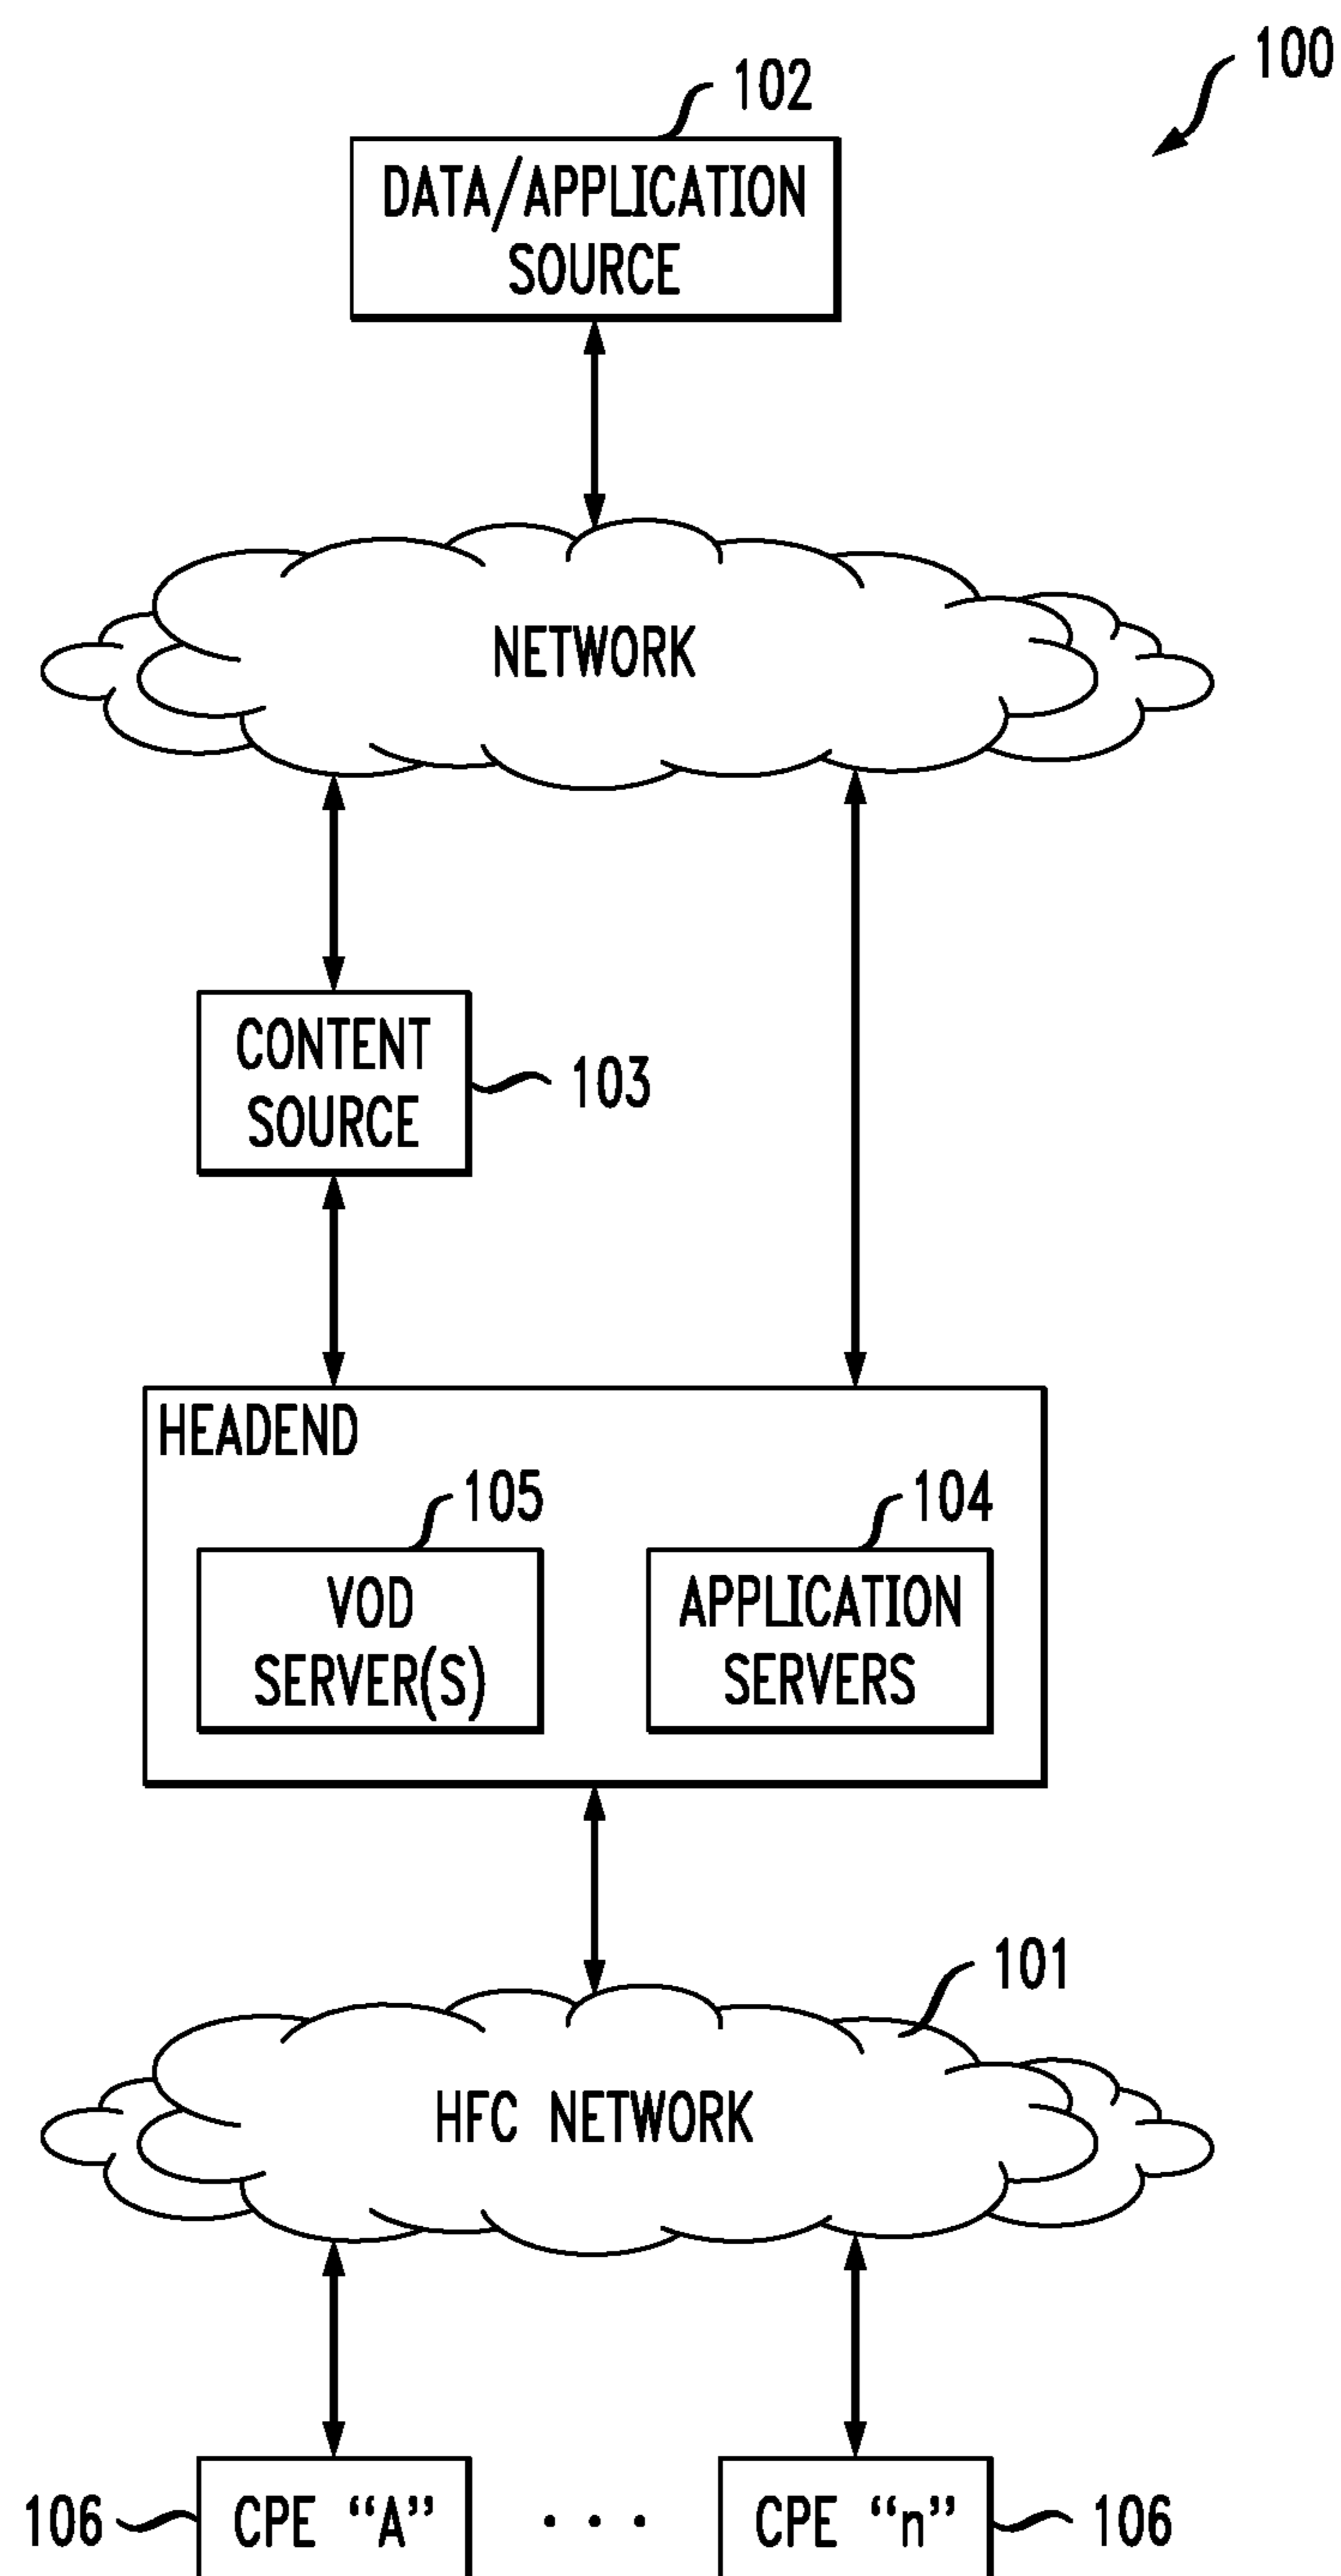 100
102
DATA/APPLICATION
SOURCE
NETWORK
CONTENT
SOURCE
103
HEADEND
105
104
VOD
SERVER(S)
APPLICATION
SERVERS
101
HFC NETWORK
106
CPE “A”
. . .
CPE “n”
106